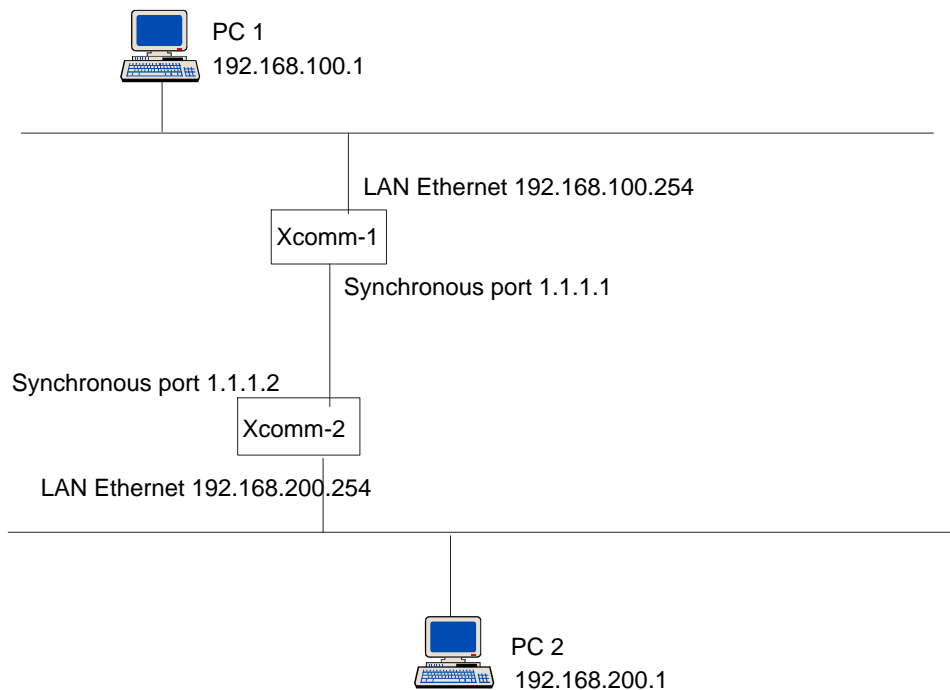 PC 1
192.168.100.1
LAN Ethernet 192.168.100.254
Xcomm-1
Synchronous port 1.1.1.1
Synchronous port 1.1.1.2
Xcomm-2
LAN Ethernet 192.168.200.254
PC 2
192.168.200.1